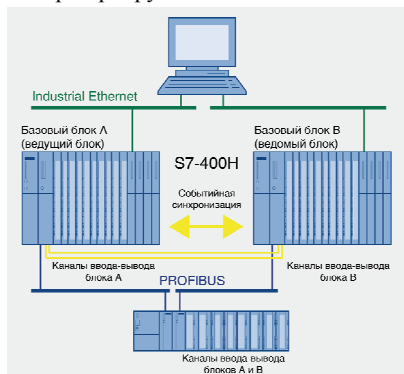 Industrial Ethernet
Базовый блок A
(ведущий блок)
Базовый блок B
(ведомый блок)
S7-400H
Событийная
синхронизация
Каналы ввода-вывода
блока A
Каналы ввода-вывода
блока B
PROFIBUS
Каналы ввода вывода
блоков A и B